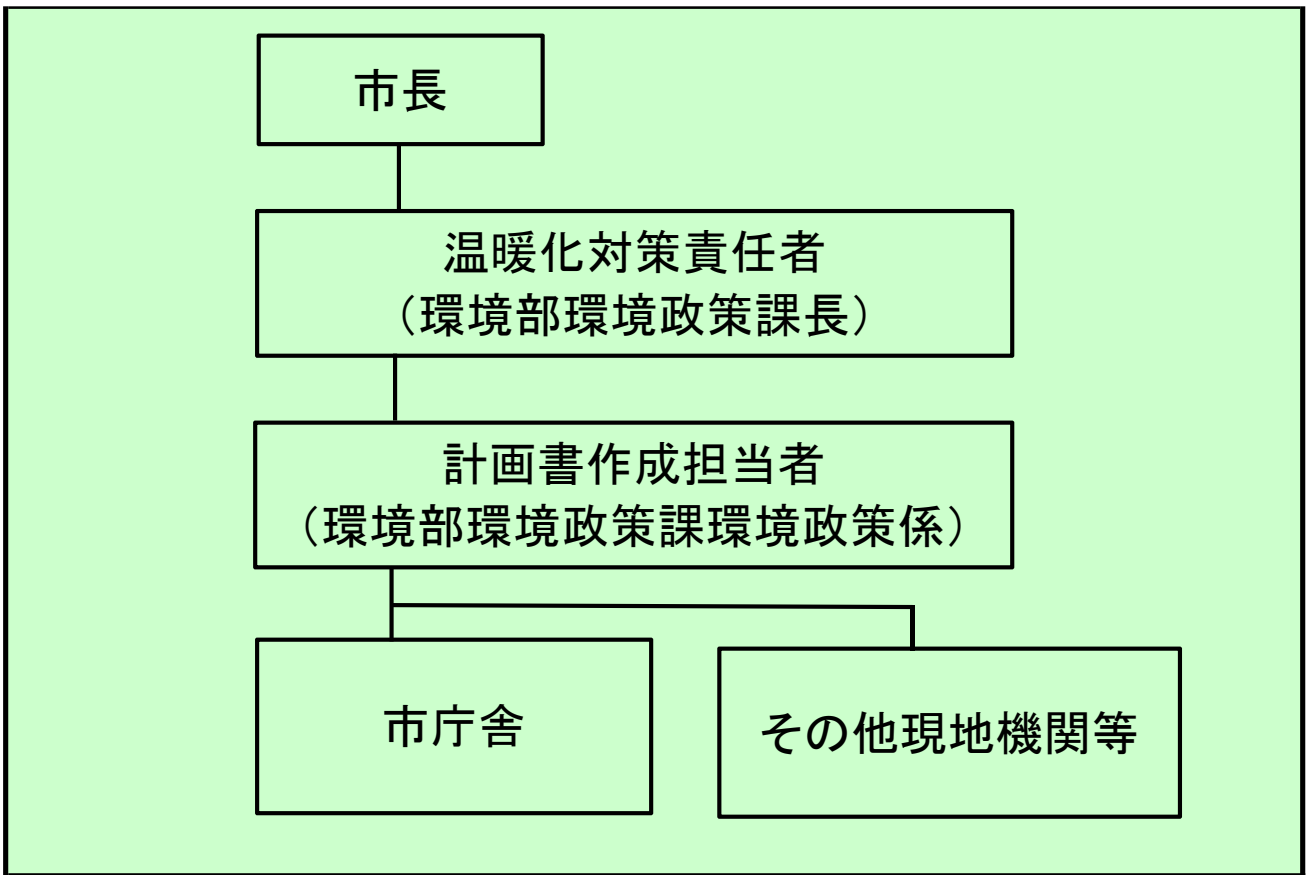 市長
温暖化対策責任者
（環境部環境政策課長）
計画書作成担当者
（環境部環境政策課環境政策係）
市庁舎
その他現地機関等